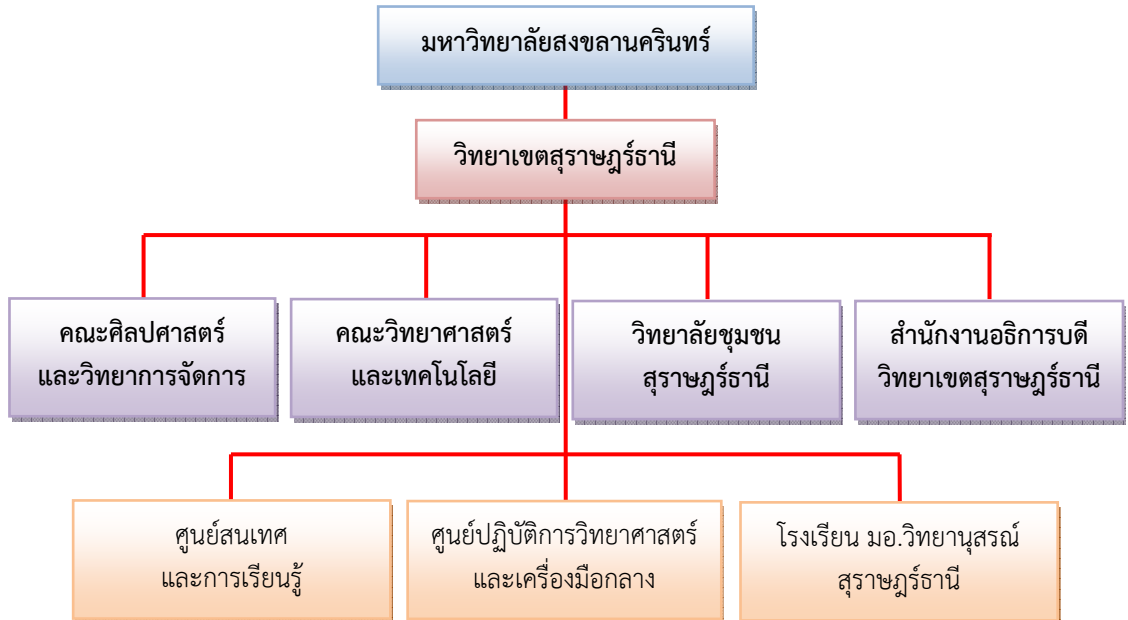 มหาวิทยาลัยสงขลานครินทร์
วิทยาเขตสุราษฎร์ธานี
คณะศิลปศาสตร์
และวิทยาการจัดการ
คณะวิทยาศาสตร์
และเทคโนโลยี
วิทยาลัยชุมชน
สุราษฎร์ธานี
สำนักงานอธิการบดี
วิทยาเขตสุราษฎร์ธานี
ศูนย์สนเทศ
และการเรียนรู้
ศูนย์ปฏิบัติการวิทยาศาสตร์
และเครื่องมือกลาง
โรงเรียน มอ.วิทยานุสรณ์
สุราษฎร์ธานี